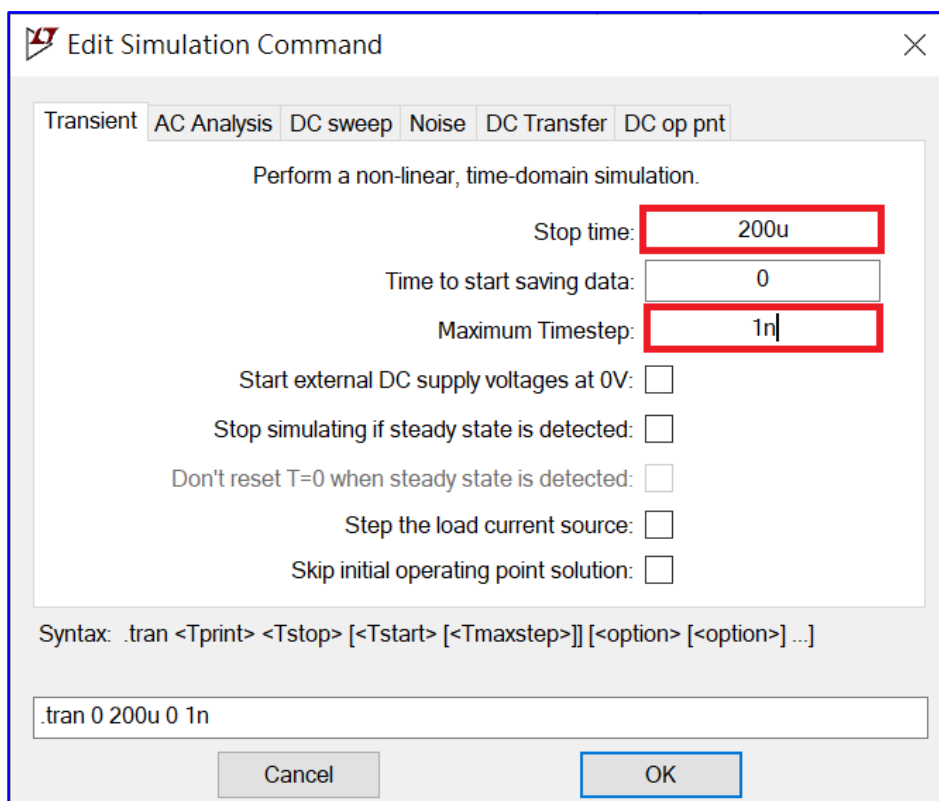 Edit Simulation Command
Transient AC Analysis DC sweep Noise DC Transfer DC op pnt
Perform a non-linear, time-domain simulation.
Stop time: 200u
Time to start saving data: 0
Maximum Timestep: 1n
Start external DC supply voltages at 0V:
Stop simulating if steady state is detected:
Don't reset T=0 when steady state is detected:
Step the load current source:
Skip initial operating point solution:
Syntax: .tran <Tprint> <Tstop> [<Tstart> [<Tmaxstep>]] [<option> [<option>] ...]
.tran 0 200u 0 1n
Cancel OK